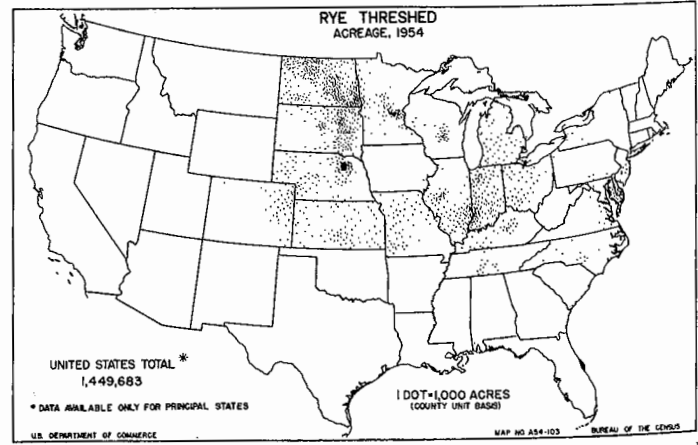 RYE THRESHED
ACREAGE, 1954
UNITED STATES TOTAL *
1,449,683
* DATA AVAILABLE ONLY FOR PRINCIPAL STATES
1 DOT=1,000 ACRES
(COUNTY UNIT BASIS)
U.S. DEPARTMENT OF COMMERCE
MAP NO. A54-103
BUREAU OF THE CENSUS